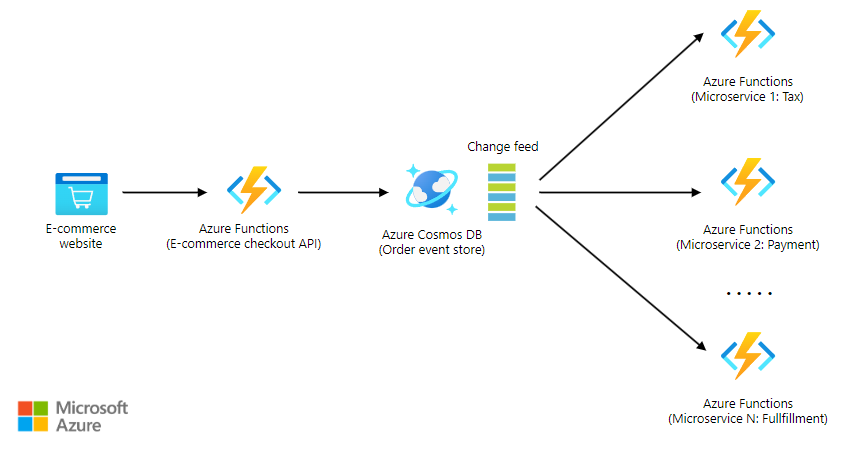 Azure Functions
(Microservice 1: Tax)
Change feed
E-commerce
website
Azure Functions
(E-commerce checkout API)
Azure Cosmos DB
(Order event store)
Azure Functions
(Microservice 2: Payment)
.....
Azure Functions
(Microservice N: Fullfillment)
Microsoft
Azure